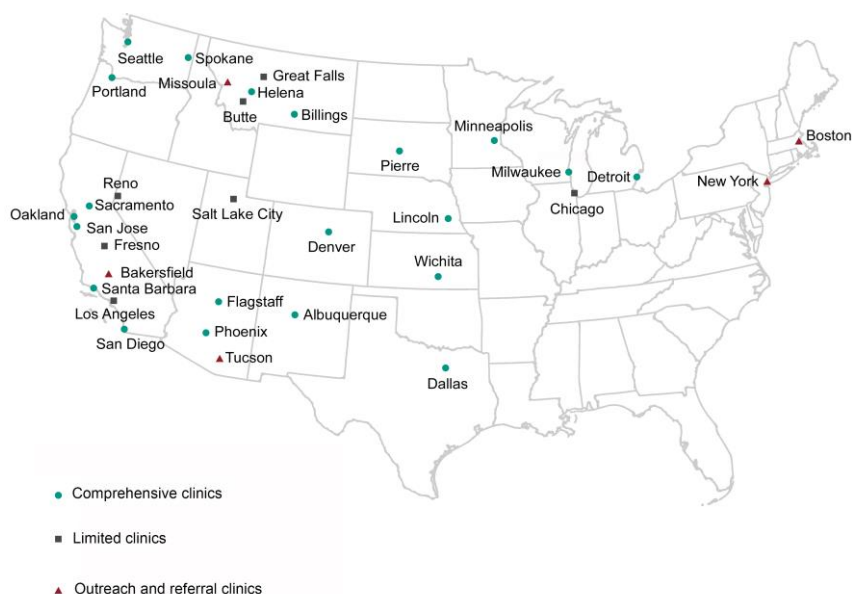 Seattle
Spokane
Great Falls
Missoula
Helena
Portland
Butte
Billings
Minneapolis
Boston
Pierre
Milwaukee
Detroit
New York
Reno
Sacramento
Salt Lake City
Chicago
Oakland
San Jose
Lincoln
Fresno
Denver
Wichita
Bakersfield
Santa Barbara
Flagstaff
Los Angeles
Albuquerque
Phoenix
San Diego
Tucson
Dallas
Comprehensive clinics
Limited clinics
Outreach and referral clinics